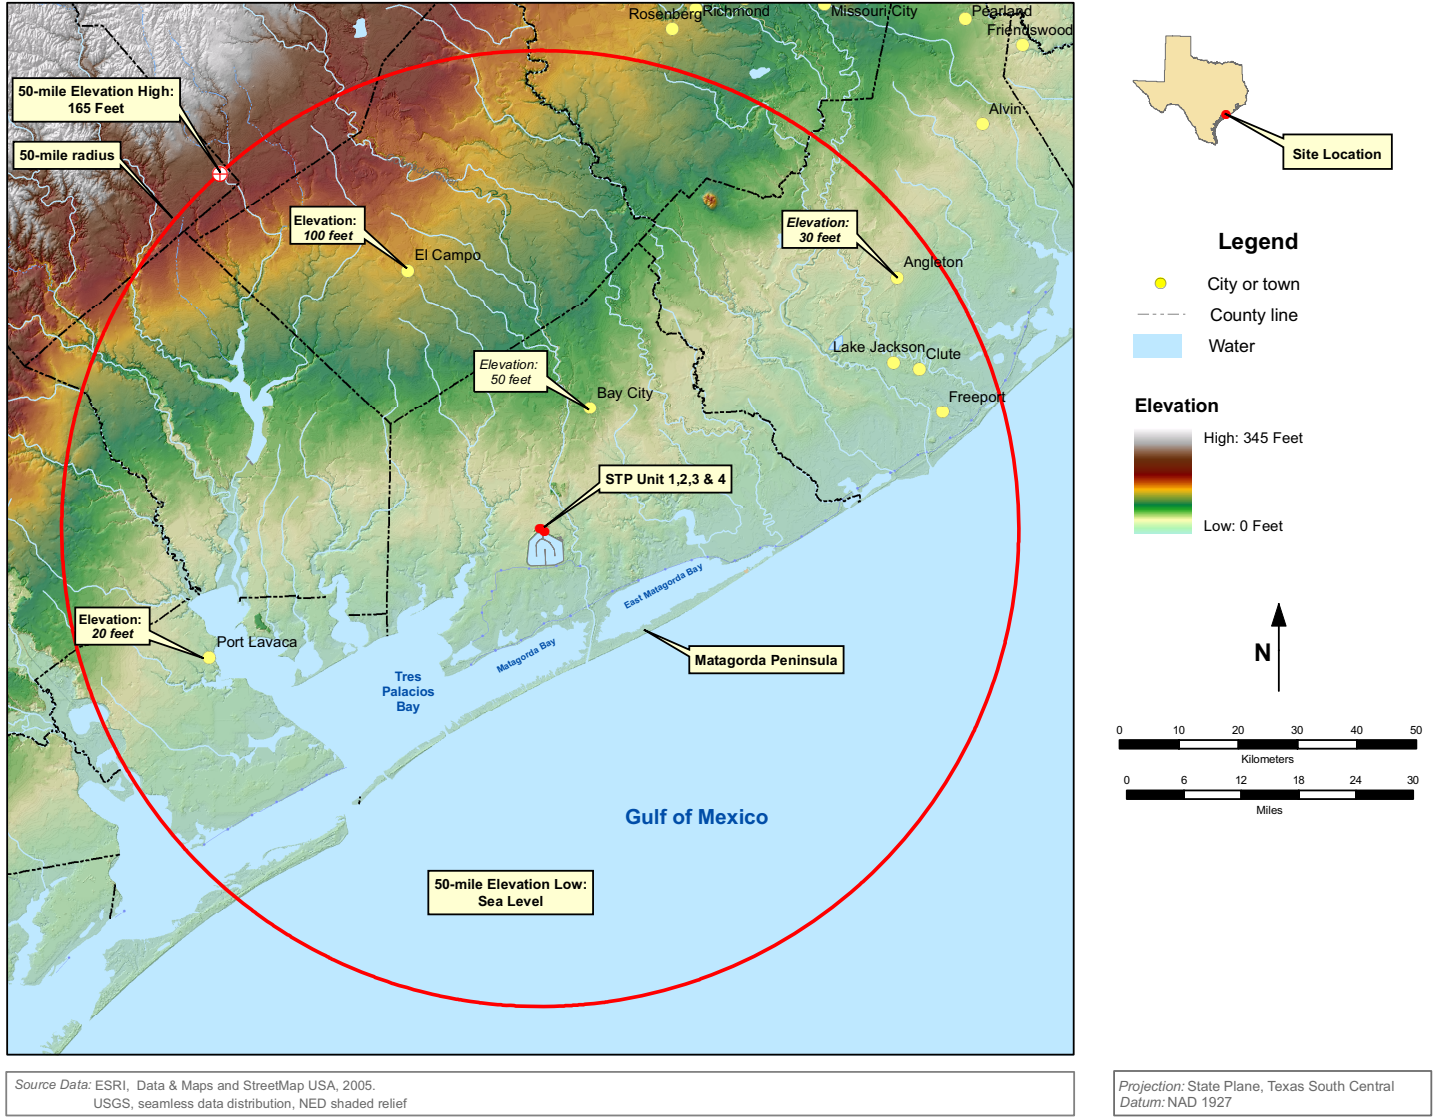 Rosenberg
Richmond
Missouri City
Pearland
Friendswood
Alvin
50-mile Elevation High:
165 Feet
50-mile radius
Elevation:
100 feet
El Campo
Elevation:
30 feet
Angleton
Lake Jackson
Clute
Freeport
Elevation:
50 feet
Bay City
STP Unit 1,2,3 & 4
East Matagorda Bay
Matagorda Bay
Matagorda Peninsula
Elevation:
20 feet
Port Lavaca
Tres
Palacios
Bay
Gulf of Mexico
50-mile Elevation Low:
Sea Level
Site Location
Legend
City or town
County line
Water
Elevation
High: 345 Feet
Low: 0 Feet
N
0 10 20 30 40 50
Kilometers
0 6 12 18 24 30
Miles
Source Data: ESRI, Data & Maps and StreetMap USA, 2005.
USGS, seamless data distribution, NED shaded relief
Projection: State Plane, Texas South Central
Datum: NAD 1927